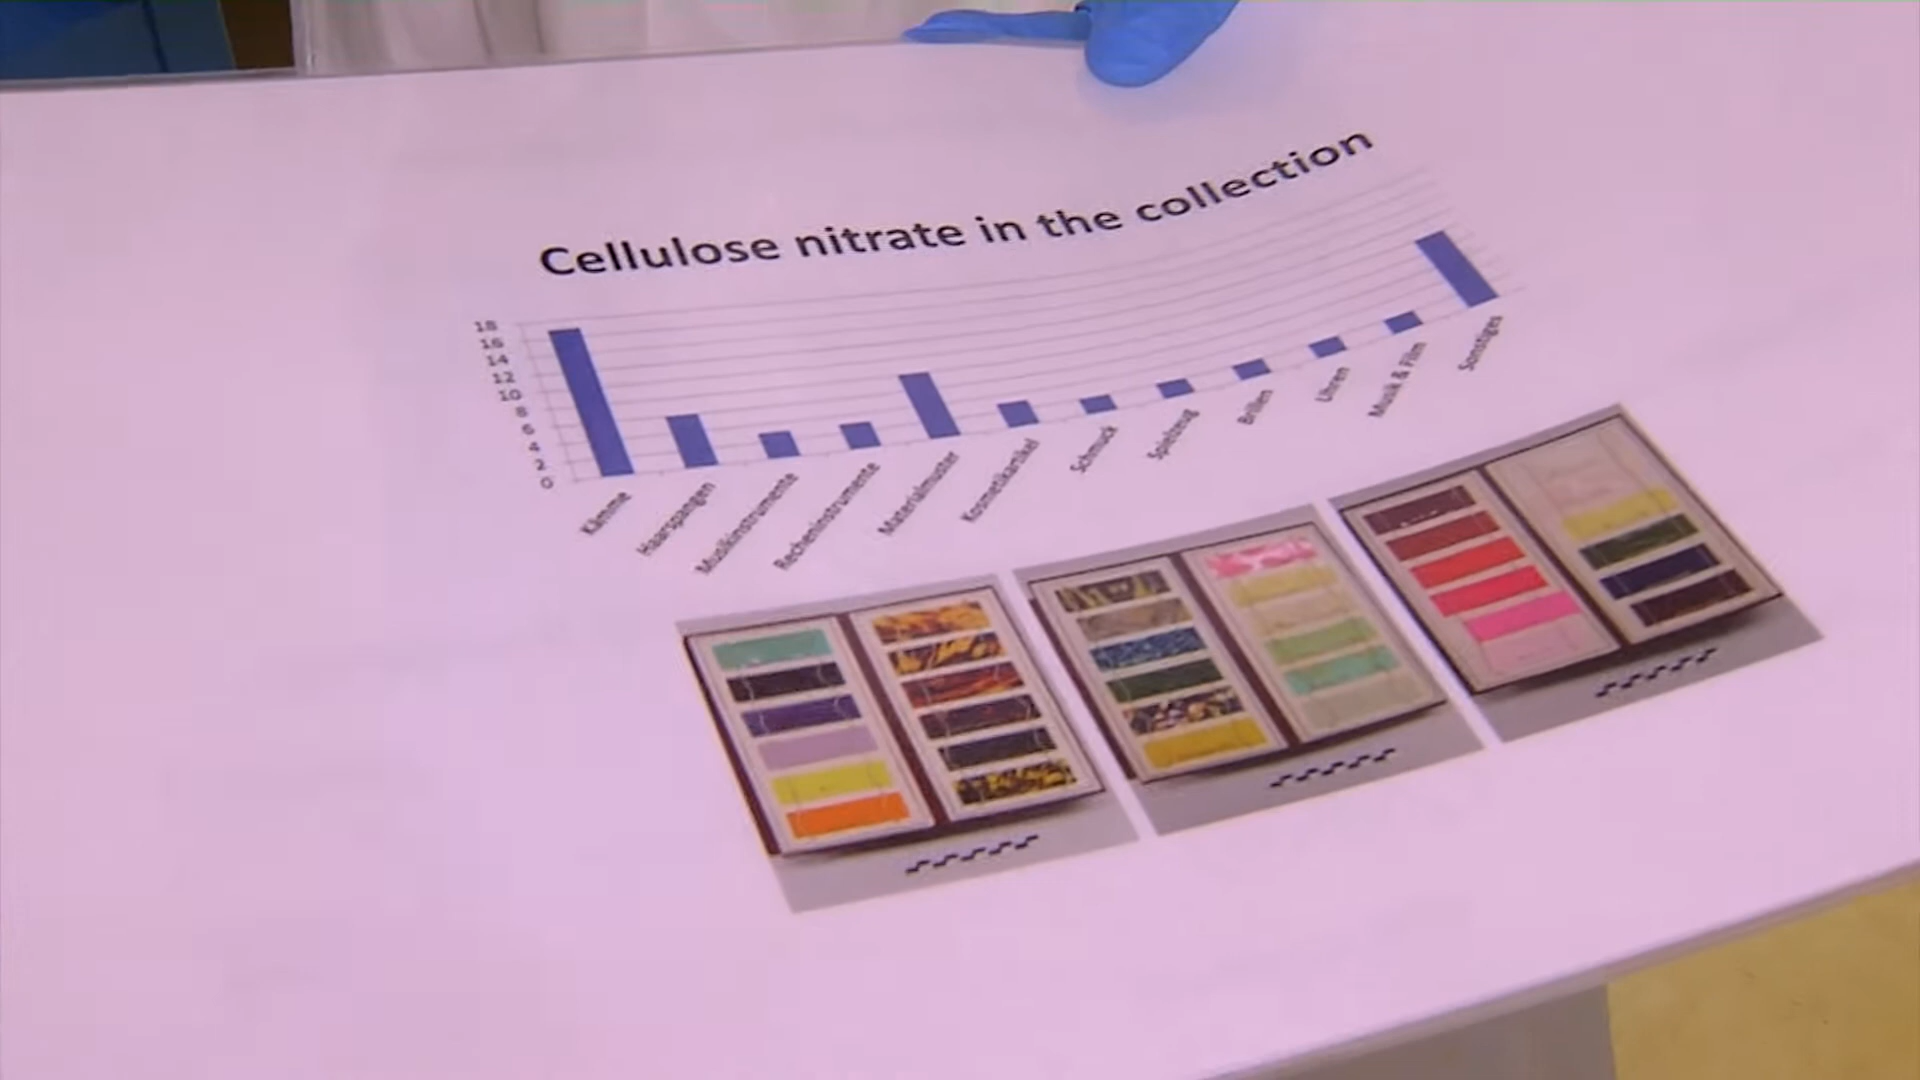 Cellulose nitrate in the collection
18
16
14
12
10
8
6
4
2
0
Kämme
Haarspangen
Musikinstrumente
Recheninstrumente
Materialmuster
Kosmetikartikel
Schmuck
Spielzeug
Brillen
Uhren
Musik & Film
Sonstiges